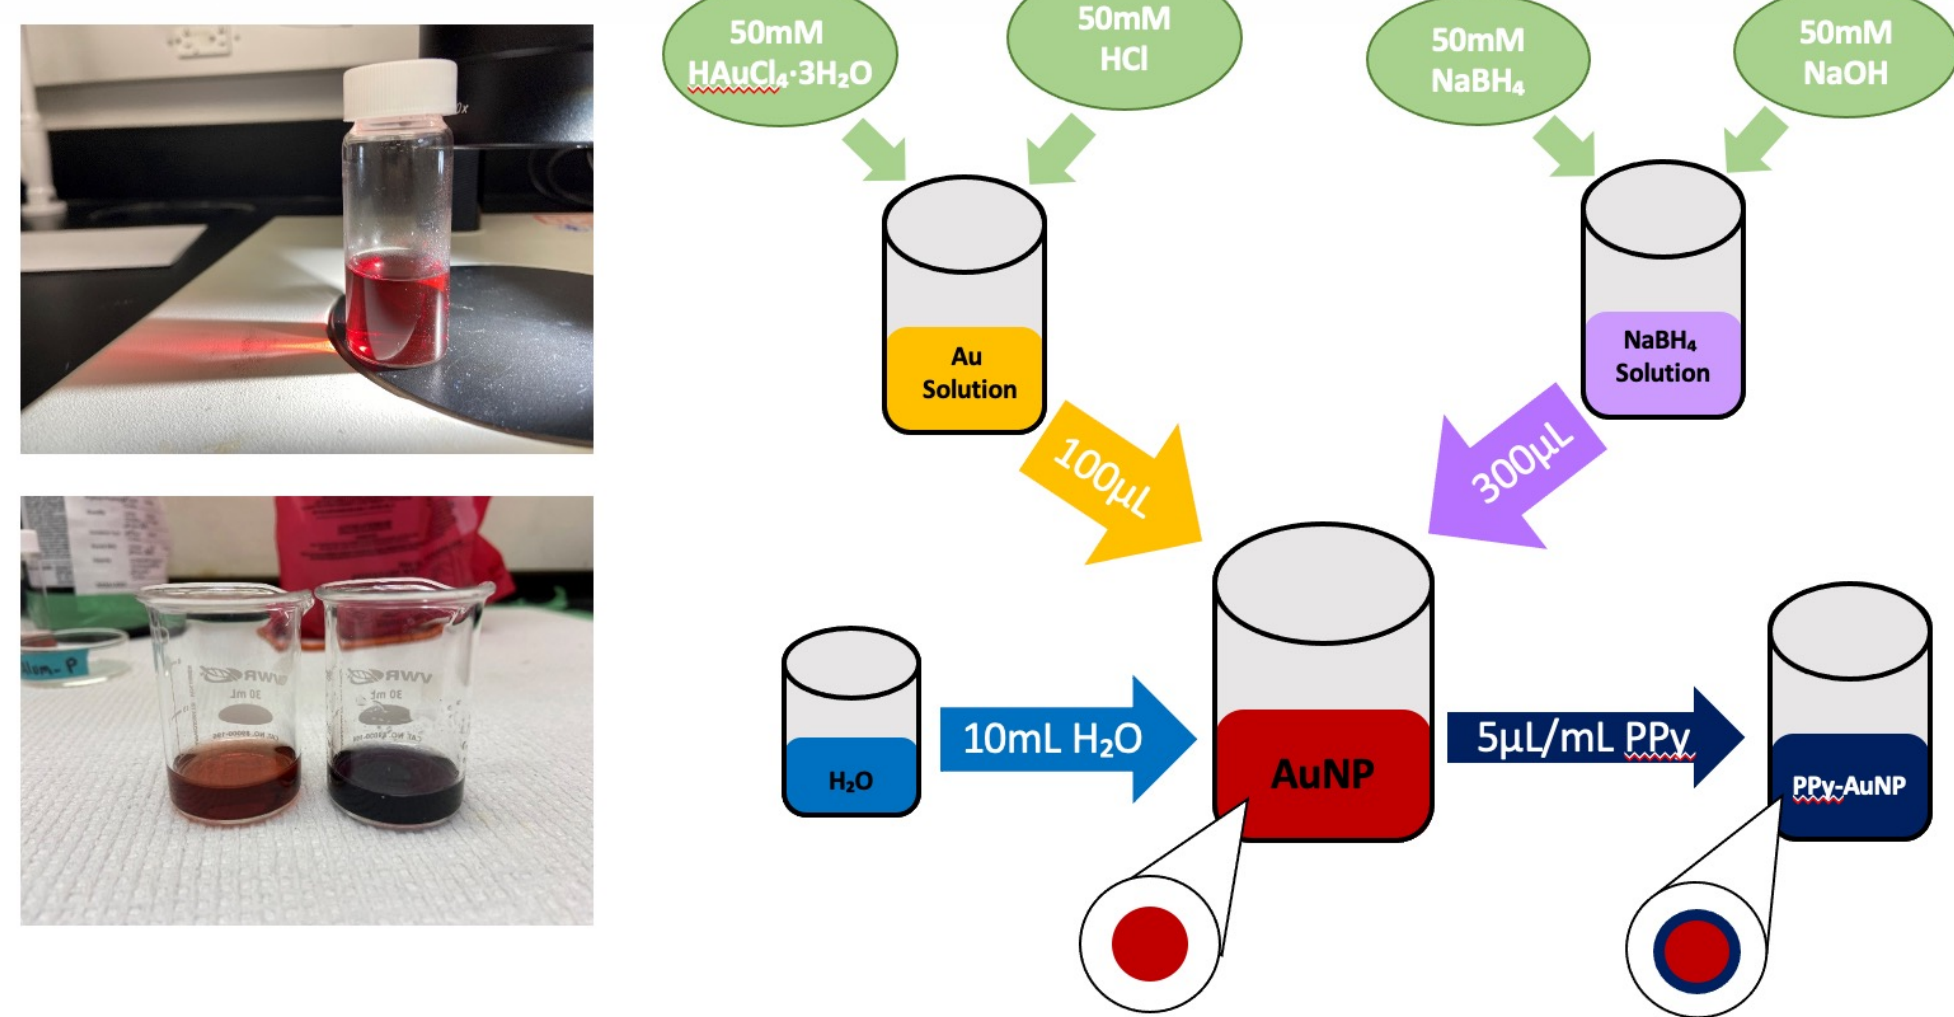 50mM
HAuCl₄·3H₂O
50mM
HCl
50mM
NaBH₄
50mM
NaOH
Au
Solution
NaBH₄
Solution
100µL
300µL
H₂O
10mL H₂O
AuNP
5µL/mL PPy
PPy-AuNP
VWR
30 mL
VWR
30 mL